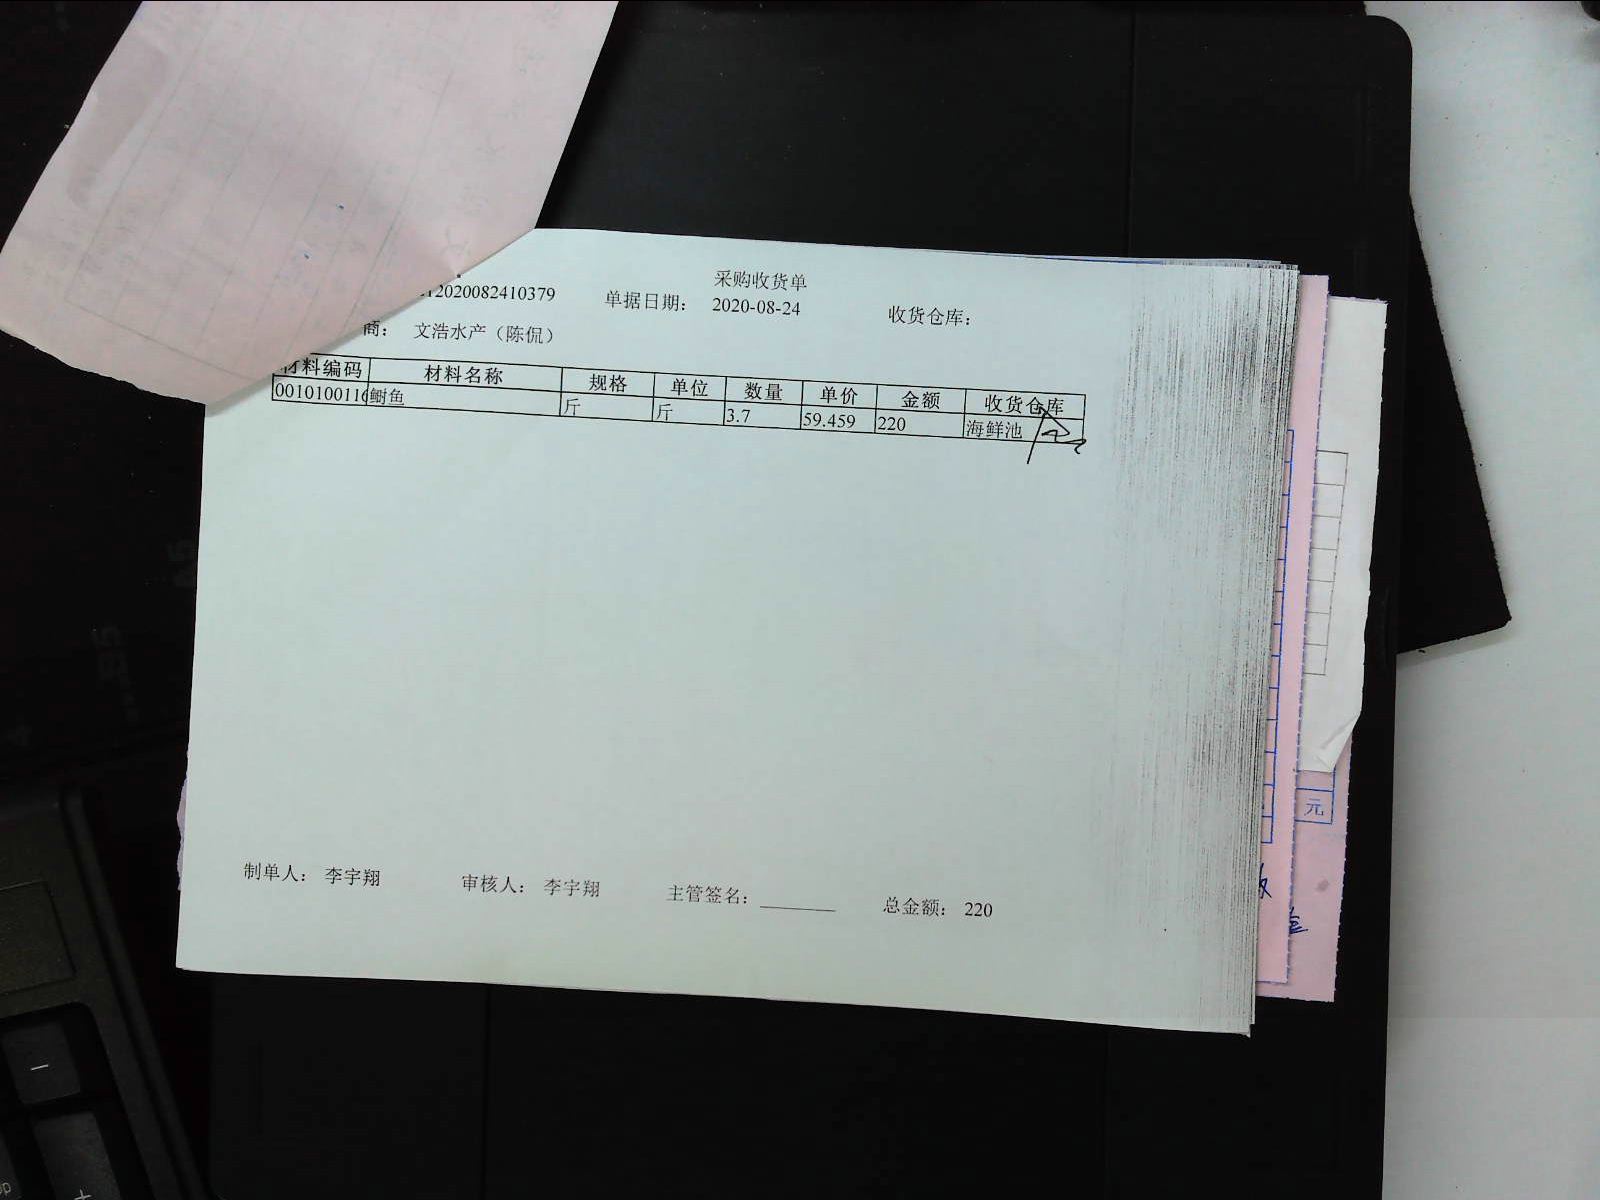 采购收货单
12020082410379 单据日期： 2020-08-24 收货仓库：
商： 文浩水产（陈侃）
材料编码 材料名称 规格 单位 数量 单价 金额 收货仓库
001010011 鲥鱼 斤 斤 3.7 59.459 220 海鲜池
制单人： 李宇翔 审核人： 李宇翔 主管签名： 总金额： 220
元